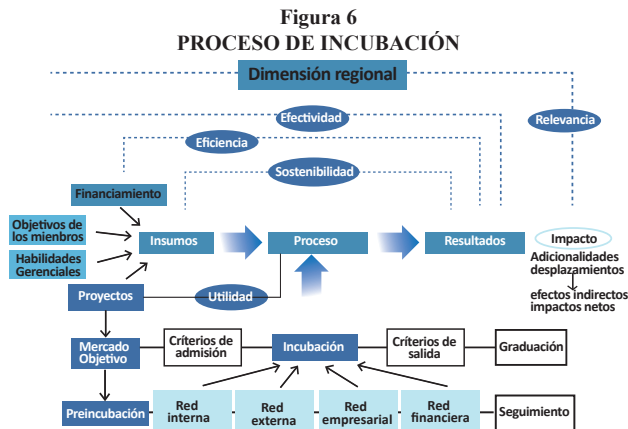 Figura 6
PROCESO DE INCUBACIÓN
Dimensión regional
Efectividad
Relevancia
Eficiencia
Sostenibilidad
Financiamiento
Objetivos de
los mienbros
Habilidades
Gerenciales
Insumos
Proceso
Resultados
Impacto
Adicionalidades
desplazamientos
efectos indirectos
impactos netos
Proyectos
Utilidad
Mercado
Objetivo
Critérios de
admisión
Incubación
Critérios de
salida
Graduación
Preincubación
Red
interna
Red
externa
Red
empresarial
Red
financiera
Seguimiento